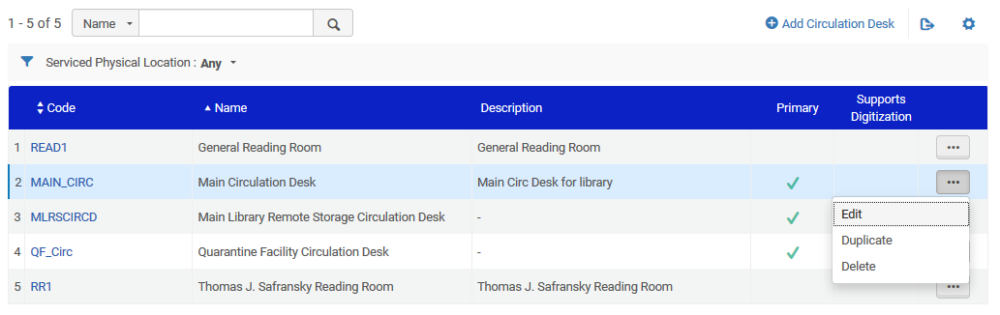 1 - 5 of 5 Name Add Circulation Desk
Serviced Physical Location : Any
Code Name Description Primary Supports Digitization
1 READ1 General Reading Room General Reading Room
2 MAIN_CIRC Main Circulation Desk Main Circ Desk for library
3 MLRSCIRCD Main Library Remote Storage Circulation Desk -
Edit
4 QF_Circ Quarantine Facility Circulation Desk -
Duplicate
Delete
5 RR1 Thomas J. Safransky Reading Room Thomas J. Safransky Reading Room